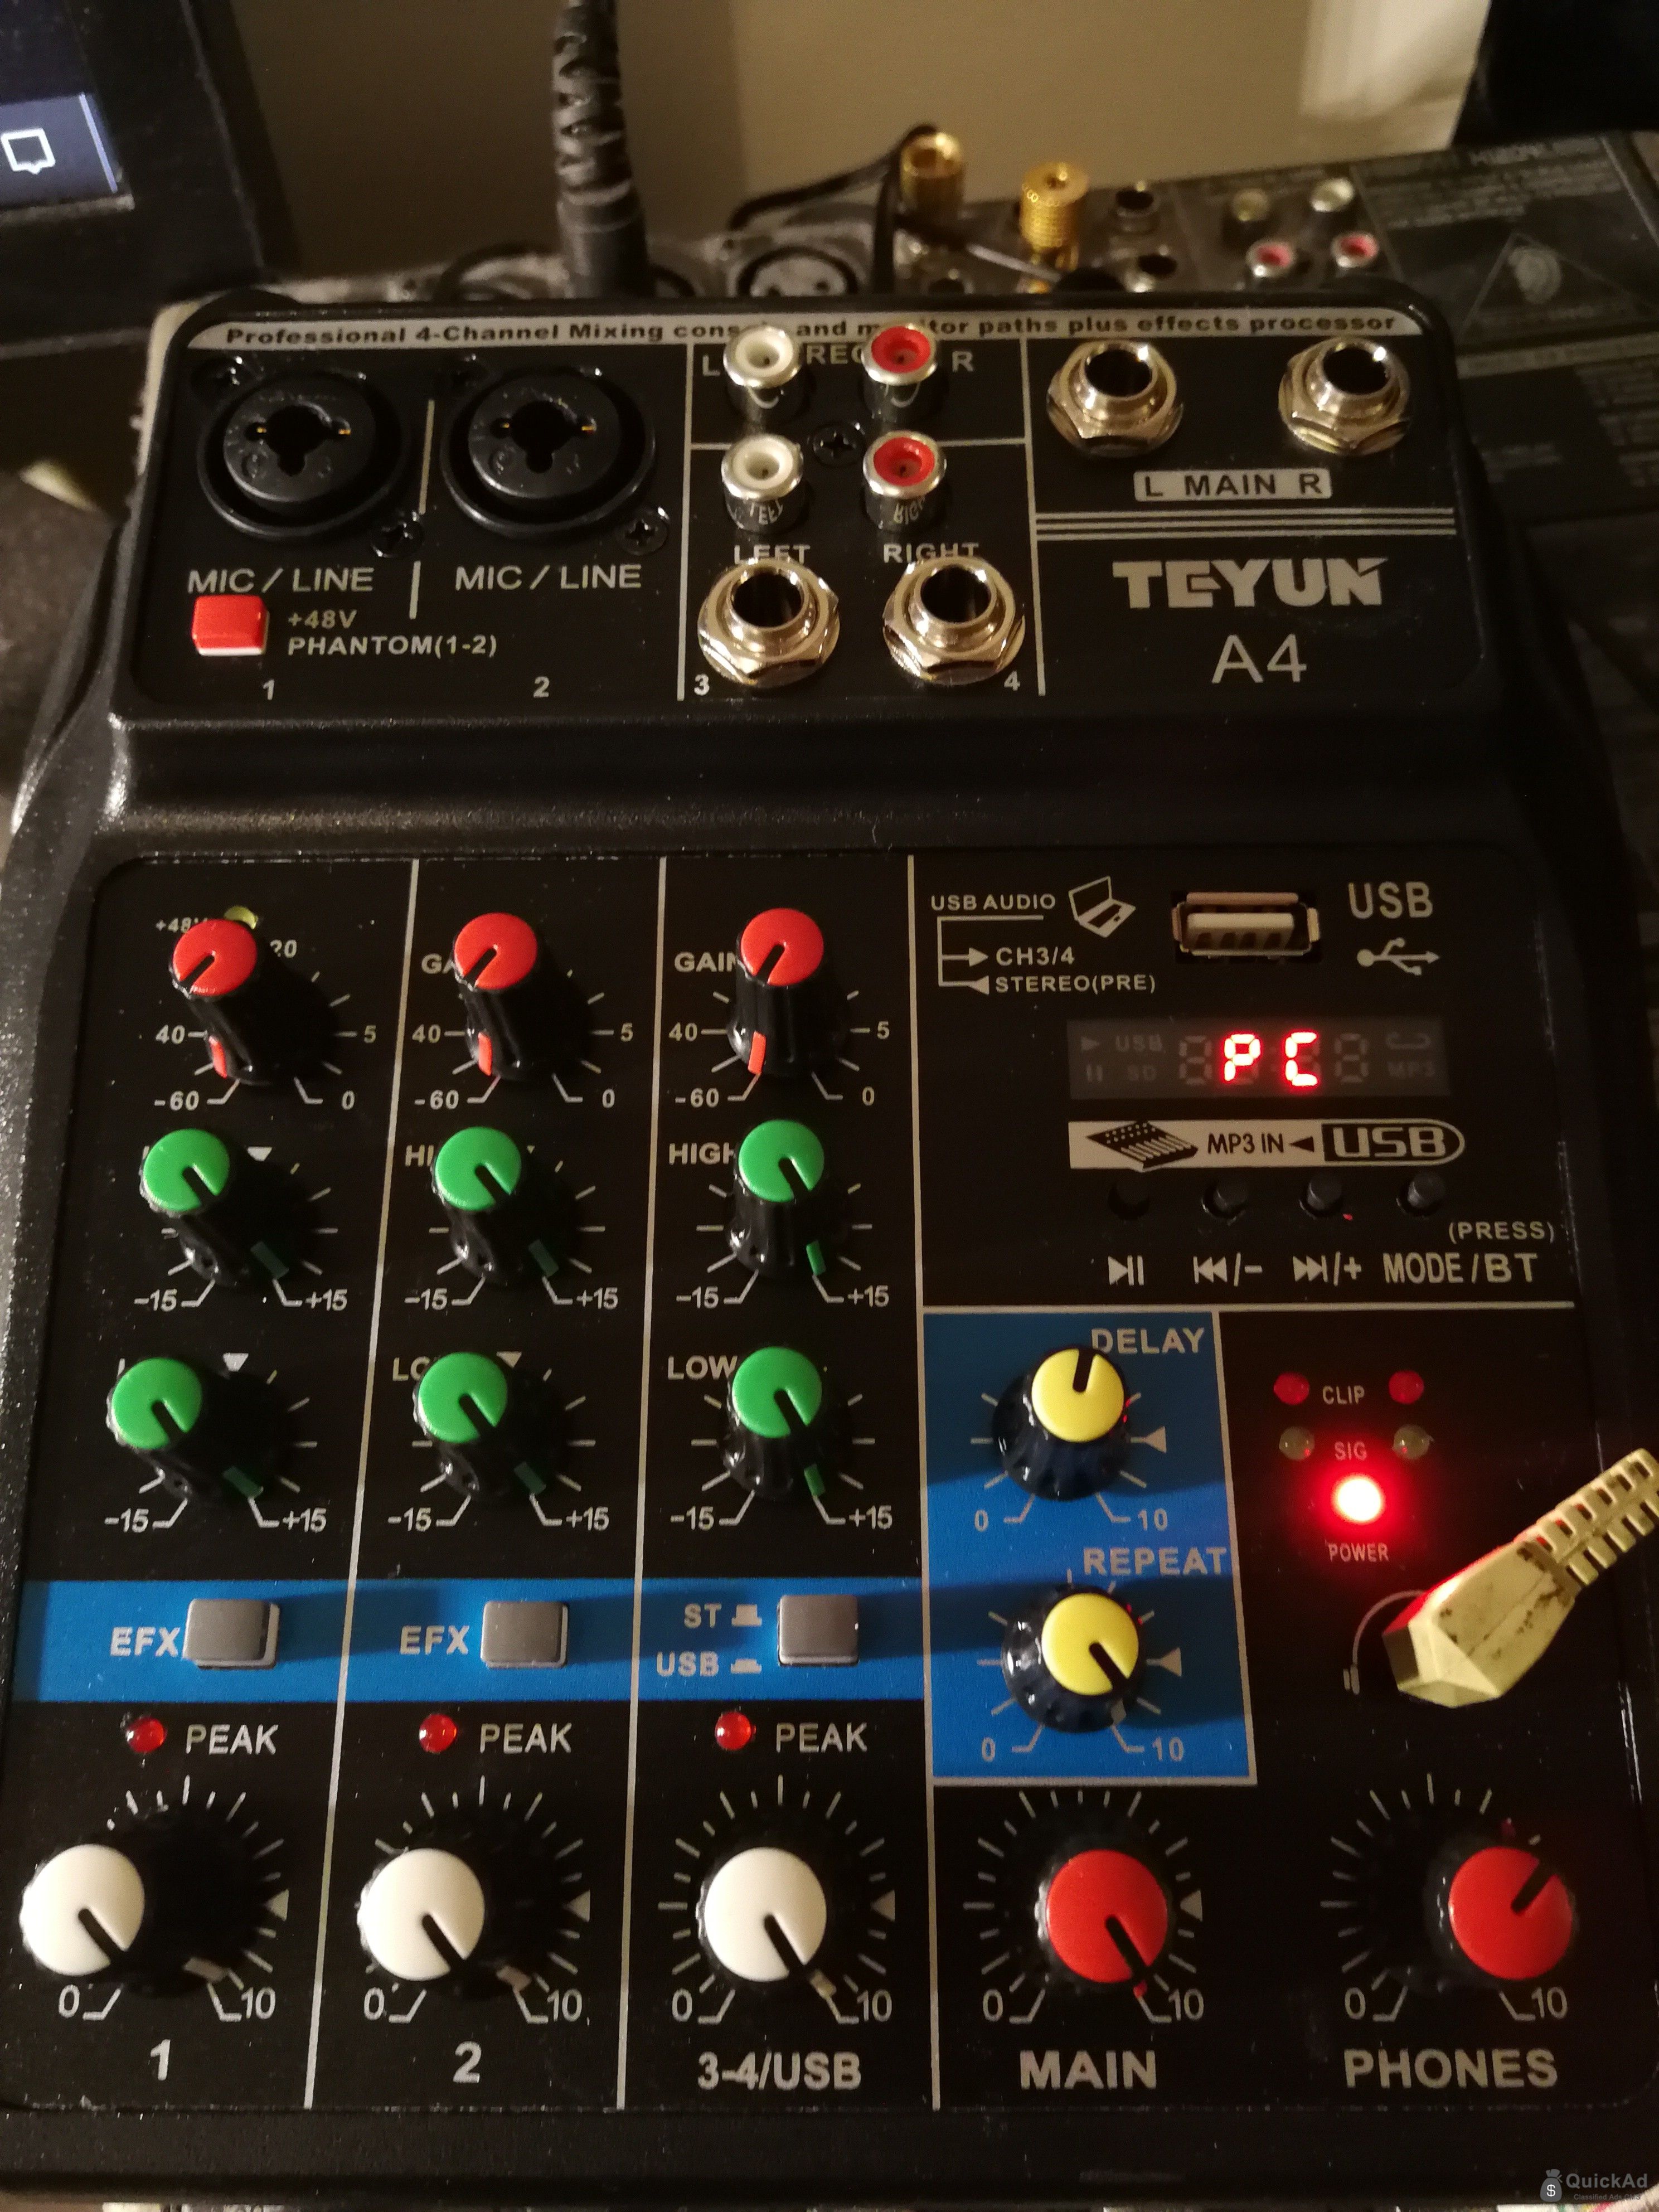 Professional 4-Channel Mixing and paths plus effects processor
L REC R
L MAIN R
LEFT RIGHT
LEFT RIGHT
MIC / LINE MIC / LINE
+48V
PHANTOM(1-2)
1 2 3 4
TEYUN
A4
+48V 20
GAIN
40 5
-60 0
40 5
-60 0
40 5
-60 0
USB AUDIO
CH3/4
STEREO(PRE)
USB
USB
SD
MP3
PC
MP3 IN USB
(PRESS)
/- /+ MODE/BT
HIGH
-15 +15
-15 +15
-15 +15
LOW
-15 +15
-15 +15
-15 +15
DELAY
0 10
REPEAT
0 10
CLIP
SIG
POWER
EFX
EFX
ST
USB
PEAK
PEAK
PEAK
0 10
0 10
0 10
0 10
0 10
1 2 3-4/USB MAIN PHONES
QuickAd